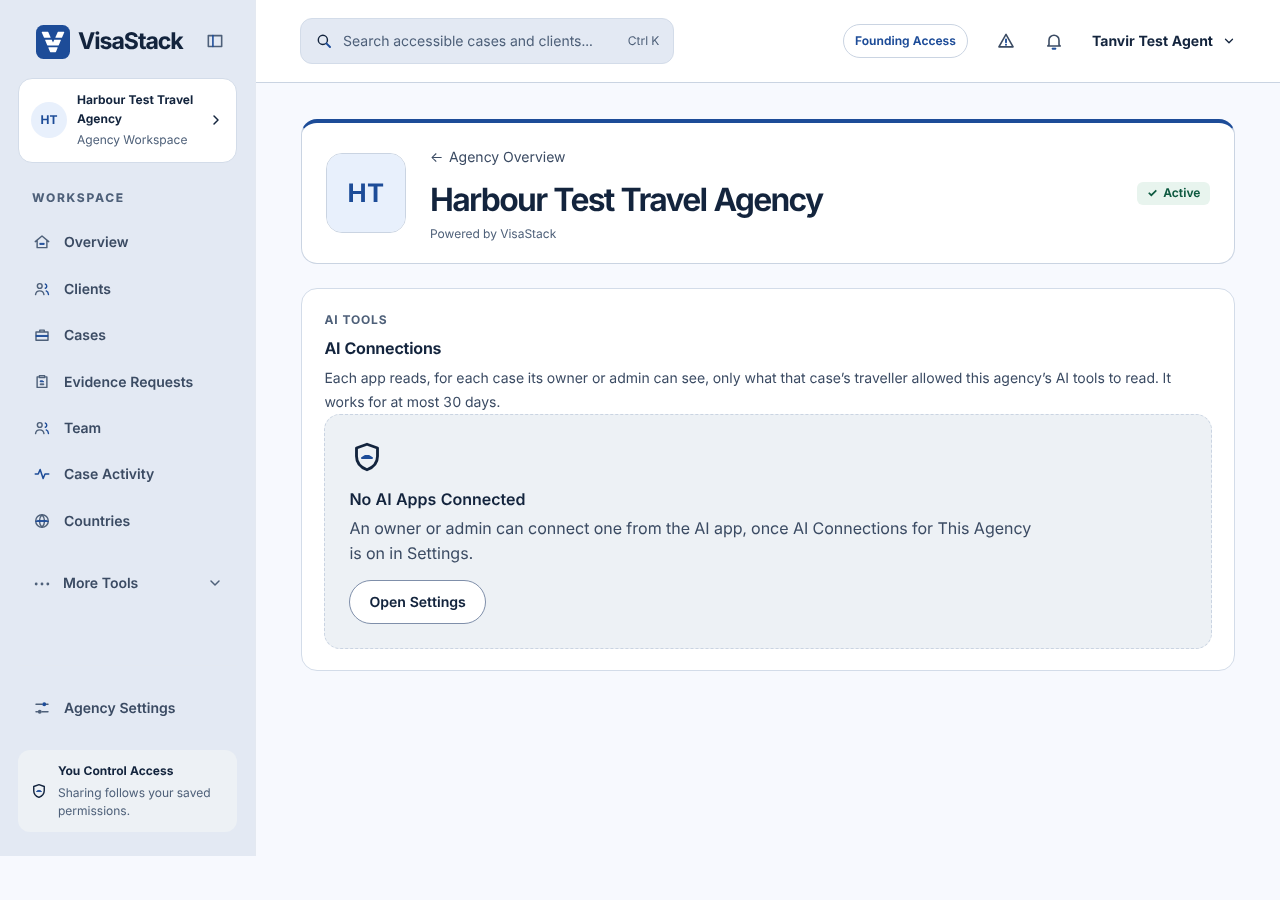 VisaStack
Search accessible cases and clients...
Ctrl K
Founding Access
Tanvir Test Agent
HT
Harbour Test Travel
Agency
Agency Workspace
WORKSPACE
Overview
Clients
Cases
Evidence Requests
Team
Case Activity
Countries
More Tools
Agency Settings
You Control Access
Sharing follows your saved
permissions.
HT
← Agency Overview
Harbour Test Travel Agency
Powered by VisaStack
Active
AI TOOLS
AI Connections
Each app reads, for each case its owner or admin can see, only what that case’s traveller allowed this agency’s AI tools to read. It
works for at most 30 days.
No AI Apps Connected
An owner or admin can connect one from the AI app, once AI Connections for This Agency
is on in Settings.
Open Settings